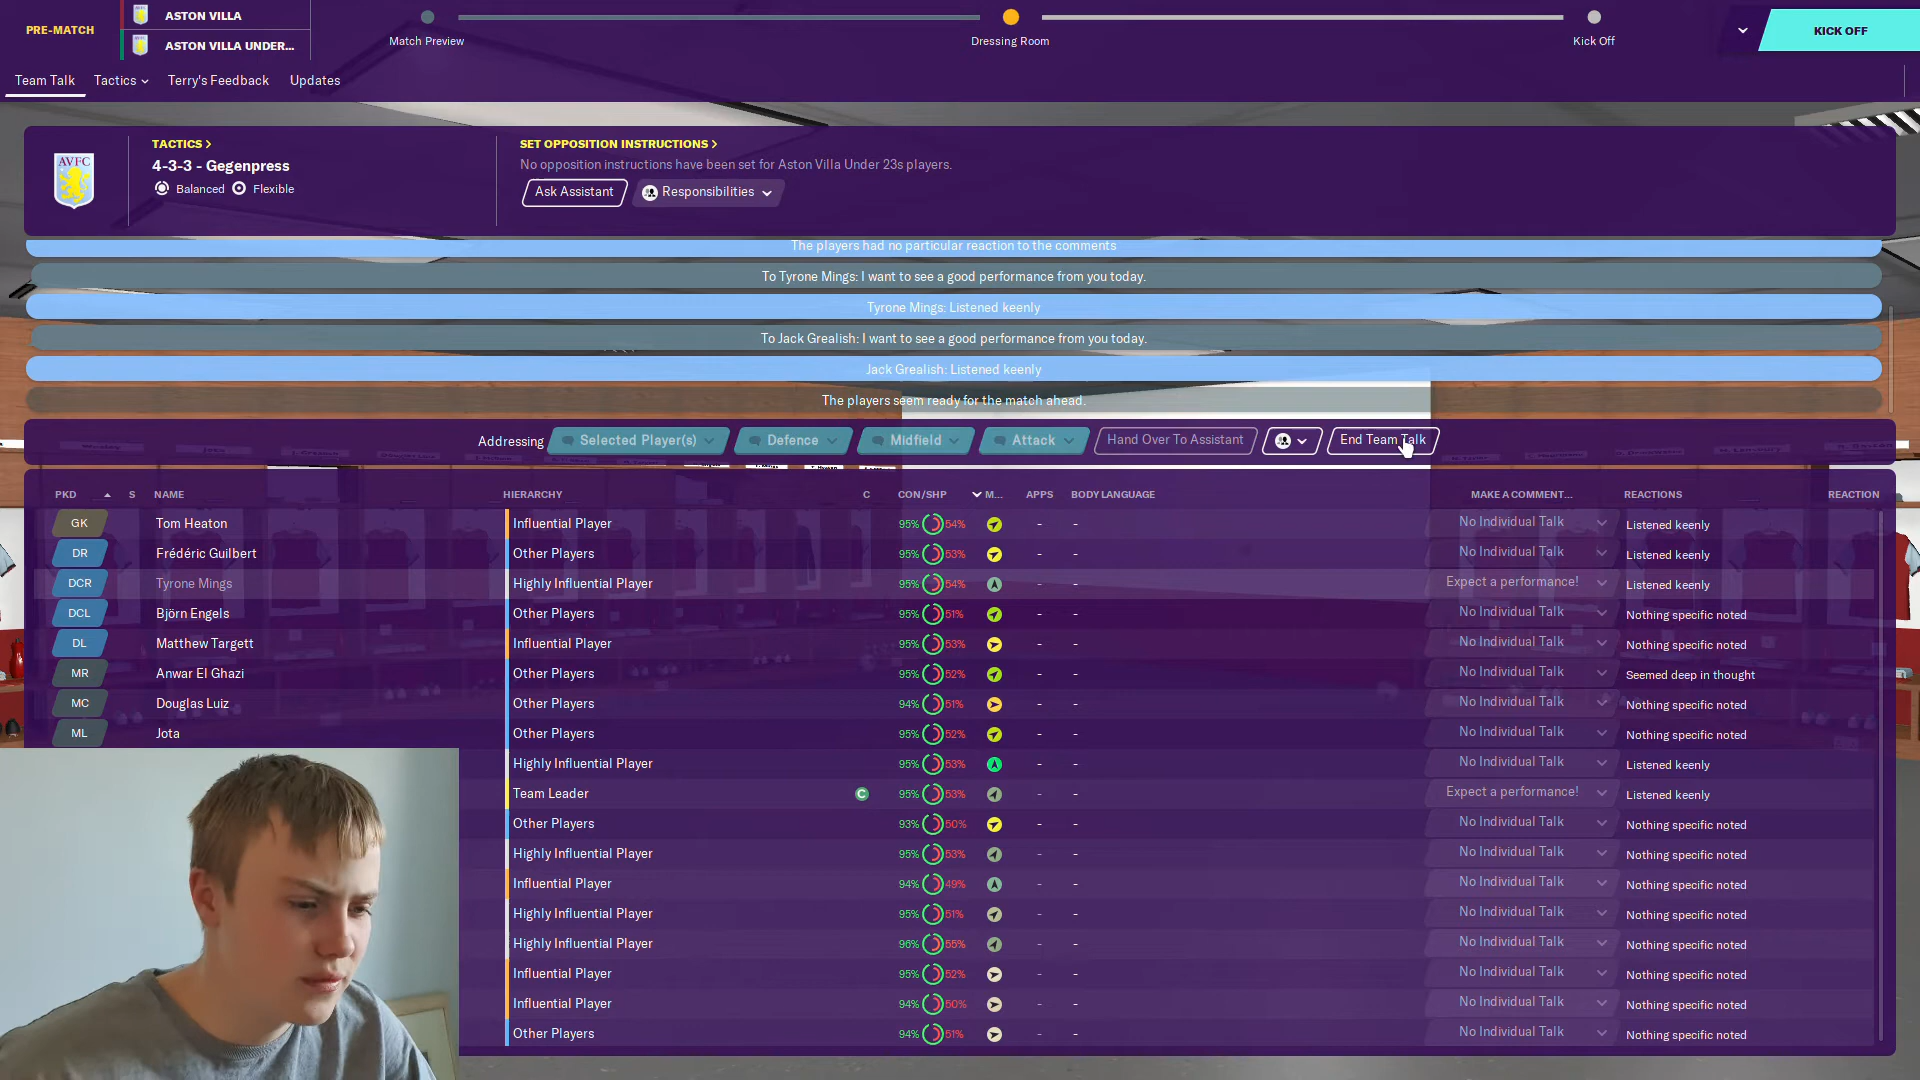 PRE-MATCH
ASTON VILLA
ASTON VILLA UNDER...
Match Preview
Dressing Room
Kick Off
KICK OFF
Team Talk
Tactics
Terry's Feedback
Updates
AVFC
TACTICS >
4-3-3 - Gegenpress
Balanced
Flexible
SET OPPOSITION INSTRUCTIONS >
No opposition instructions have been set for Aston Villa Under 23s players.
Ask Assistant
Responsibilities
The players had no particular reaction to the comments
To Tyrone Mings: I want to see a good performance from you today.
Tyrone Mings: Listened keenly
To Jack Grealish: I want to see a good performance from you today.
Jack Grealish: Listened keenly
The players seem ready for the match ahead.
Addressing
Selected Player(s)
Defence
Midfield
Attack
Hand Over To Assistant
End Team Talk
PKD S NAME HIERARCHY C CON/SHP M... APPS BODY LANGUAGE MAKE A COMMENT... REACTIONS REACTION
GK Tom Heaton Influential Player 95% 54% - - No Individual Talk Listened keenly
DR Frédéric Guilbert Other Players 95% 53% - - No Individual Talk Listened keenly
DCR Tyrone Mings Highly Influential Player 95% 54% - - Expect a performance! Listened keenly
DCL Björn Engels Other Players 95% 51% - - No Individual Talk Nothing specific noted
DL Matthew Targett Influential Player 95% 53% - - No Individual Talk Nothing specific noted
MR Anwar El Ghazi Other Players 95% 52% - - No Individual Talk Seemed deep in thought
MC Douglas Luiz Other Players 94% 51% - - No Individual Talk Nothing specific noted
ML Jota Other Players 95% 52% - - No Individual Talk Nothing specific noted
Highly Influential Player 95% 53% - - No Individual Talk Listened keenly
Team Leader C 95% 53% - - Expect a performance! Listened keenly
Other Players 93% 50% - - No Individual Talk Nothing specific noted
Highly Influential Player 95% 53% - - No Individual Talk Nothing specific noted
Influential Player 94% 49% - - No Individual Talk Nothing specific noted
Highly Influential Player 95% 51% - - No Individual Talk Nothing specific noted
Highly Influential Player 96% 55% - - No Individual Talk Nothing specific noted
Influential Player 95% 52% - - No Individual Talk Nothing specific noted
Influential Player 94% 50% - - No Individual Talk Nothing specific noted
Other Players 94% 51% - - No Individual Talk Nothing specific noted